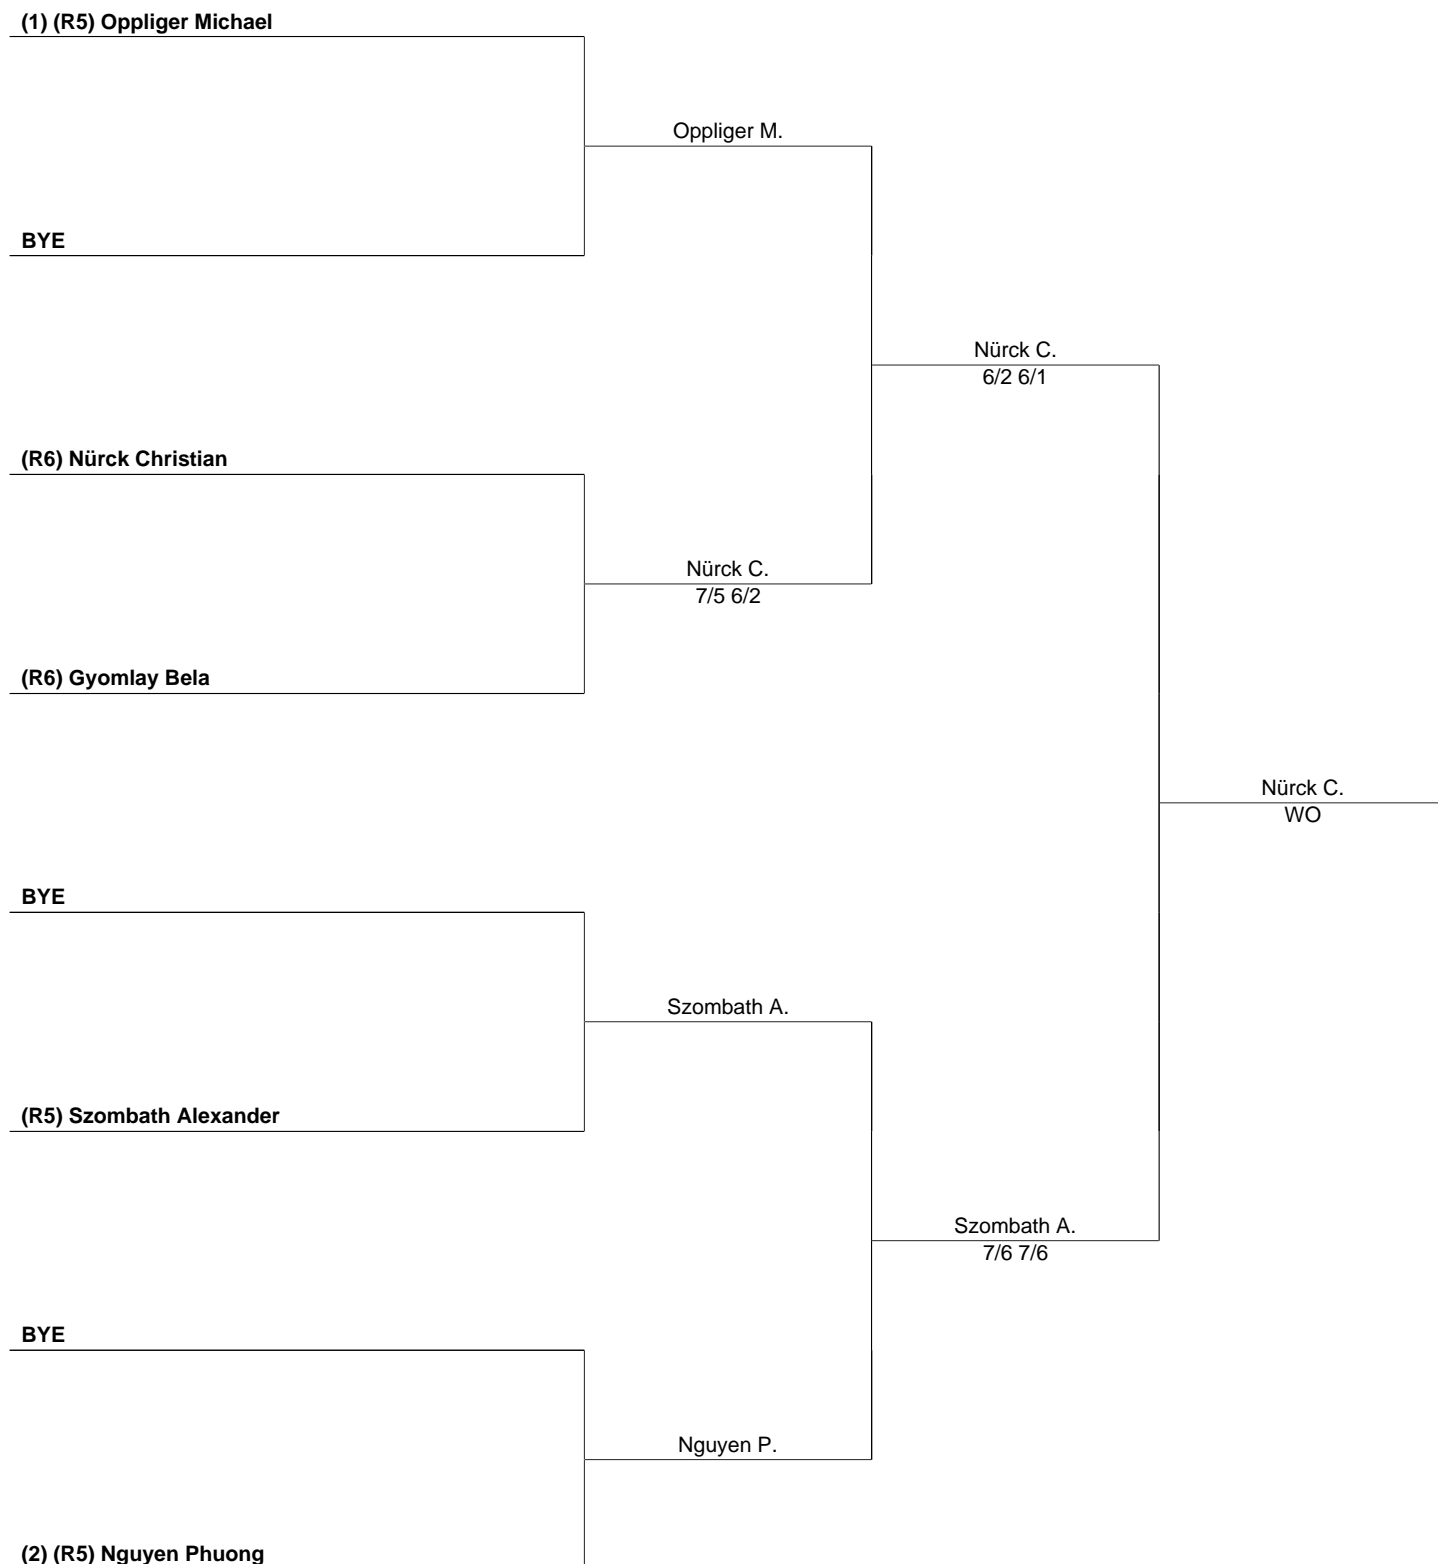 (1) (R5) Oppliger Michael
Oppliger M.
BYE
Nürck C.
6/2 6/1
(R6) Nürck Christian
Nürck C.
7/5 6/2
(R6) Gyomlay Bela
Nürck C.
WO
BYE
Szombath A.
(R5) Szombath Alexander
Szombath A.
7/6 7/6
BYE
Nguyen P.
(2) (R5) Nguyen Phuong